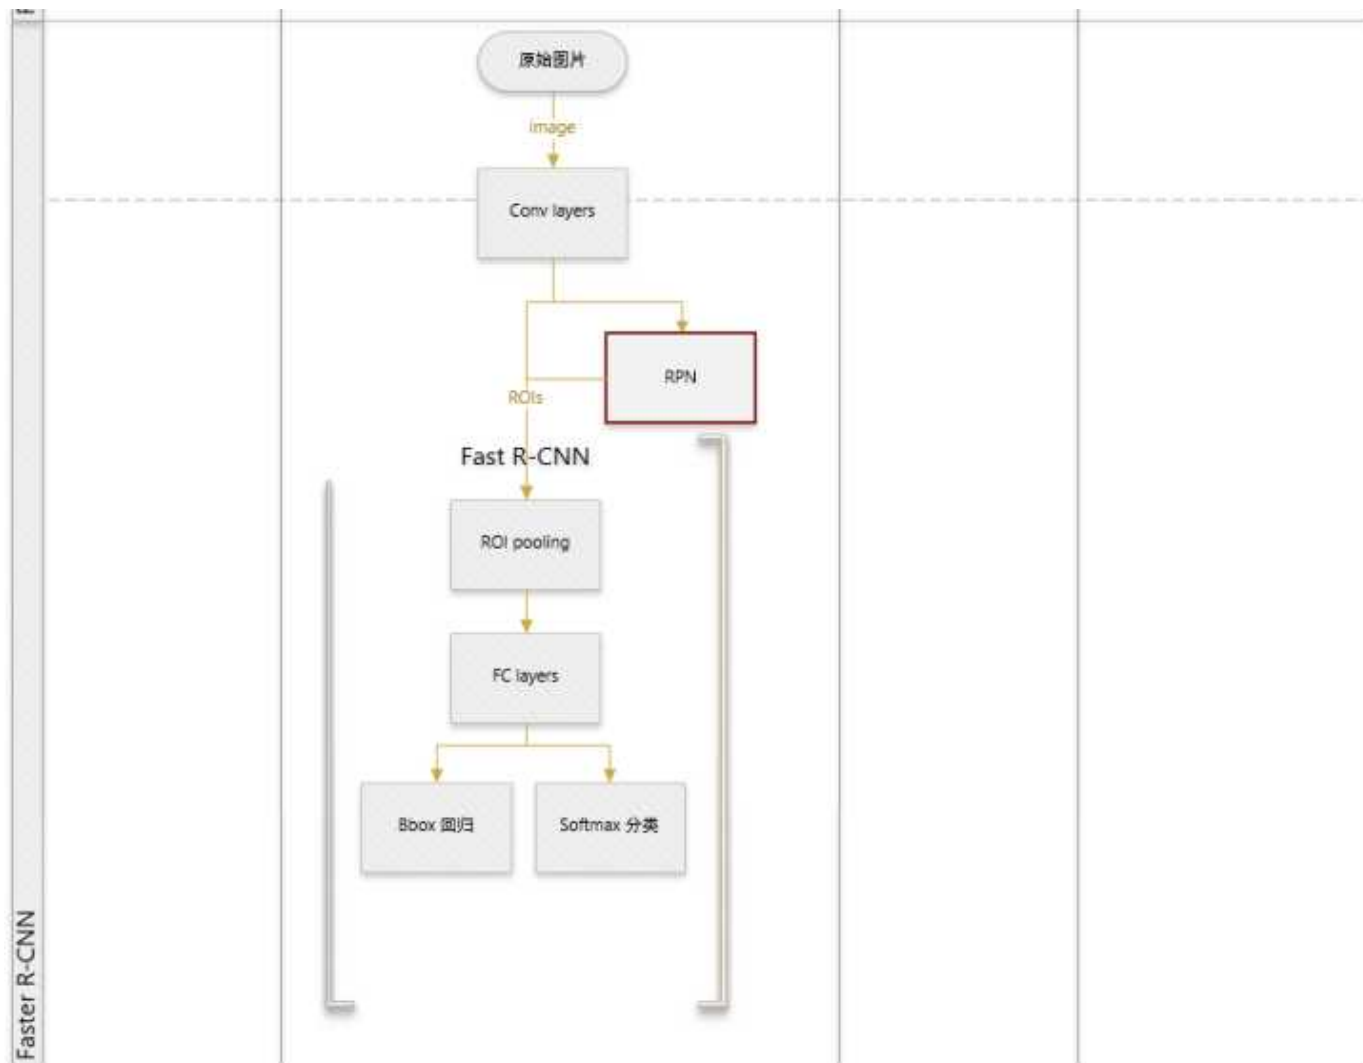 原始图片
image
Conv layers
RPN
ROIs
Fast R-CNN
ROI pooling
FC layers
Bbox 回归
Softmax 分类
Faster R-CNN